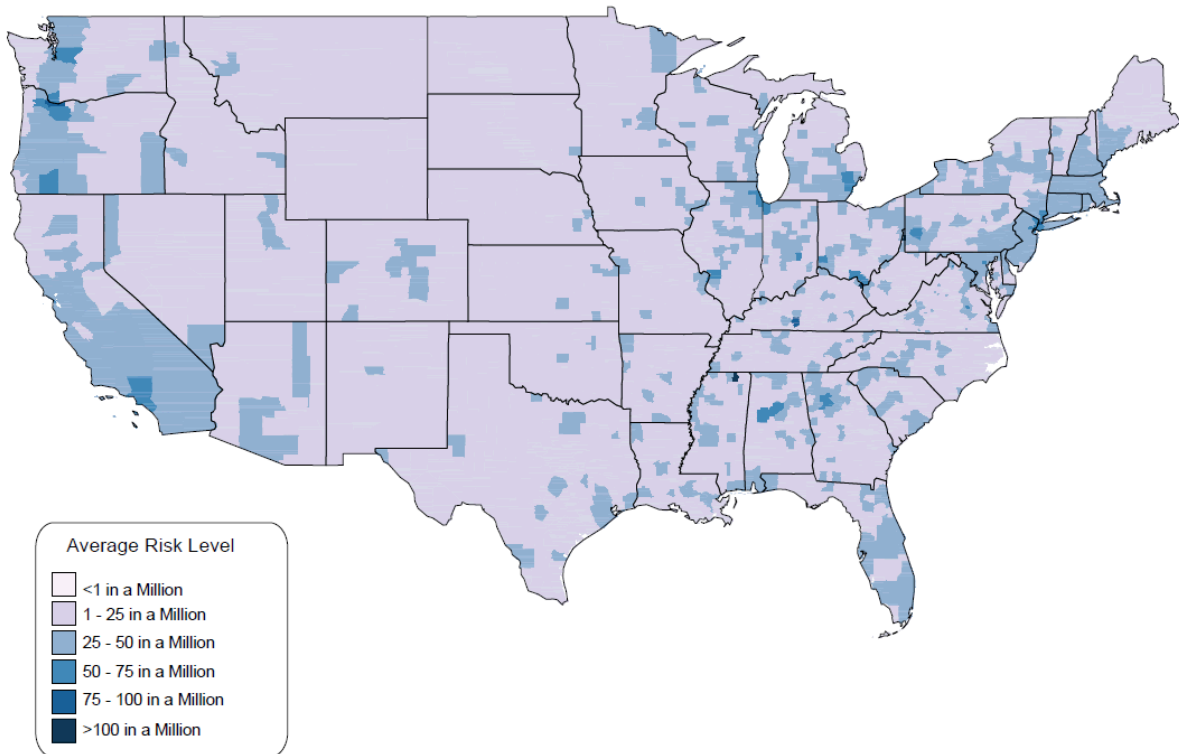 Average Risk Level
<1 in a Million
1 - 25 in a Million
25 - 50 in a Million
50 - 75 in a Million
75 - 100 in a Million
>100 in a Million